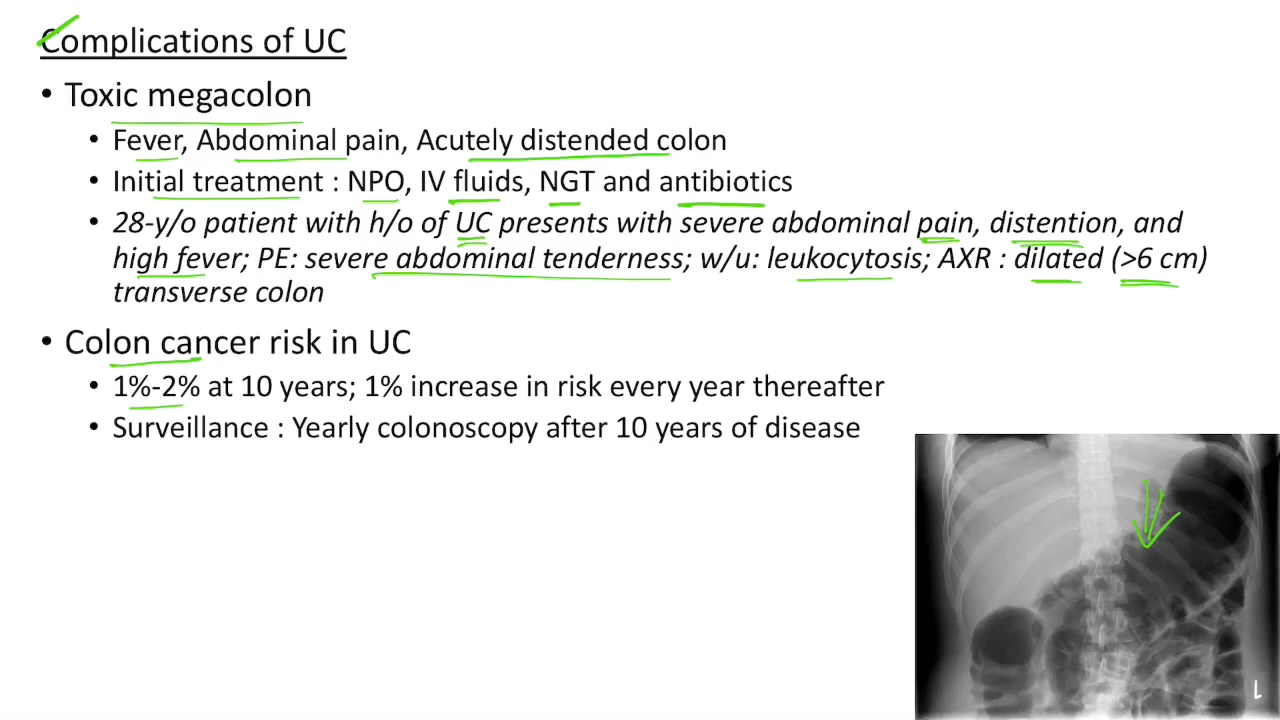 Complications of UC
• Toxic megacolon
• Fever, Abdominal pain, Acutely distended colon
• Initial treatment : NPO, IV fluids, NGT and antibiotics
• 28-y/o patient with h/o of UC presents with severe abdominal pain, distention, and
high fever; PE: severe abdominal tenderness; w/u: leukocytosis; AXR : dilated (>6 cm)
transverse colon
• Colon cancer risk in UC
• 1%-2% at 10 years; 1% increase in risk every year thereafter
• Surveillance : Yearly colonoscopy after 10 years of disease
L